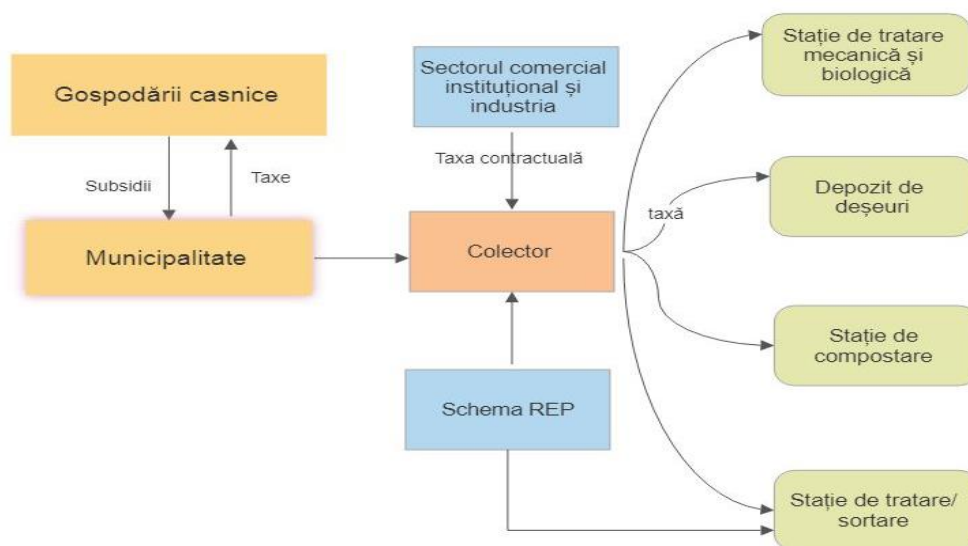 Gospodării casnice
Subsidii
Taxe
Municipalitate
Sectorul comercial
instituțional și
industria
Taxa contractuală
Colector
Schema REP
taxă
Stație de tratare
mecanică și
biologică
Depozit de
deșeuri
Stație de
compostare
Stație de tratare/
sortare